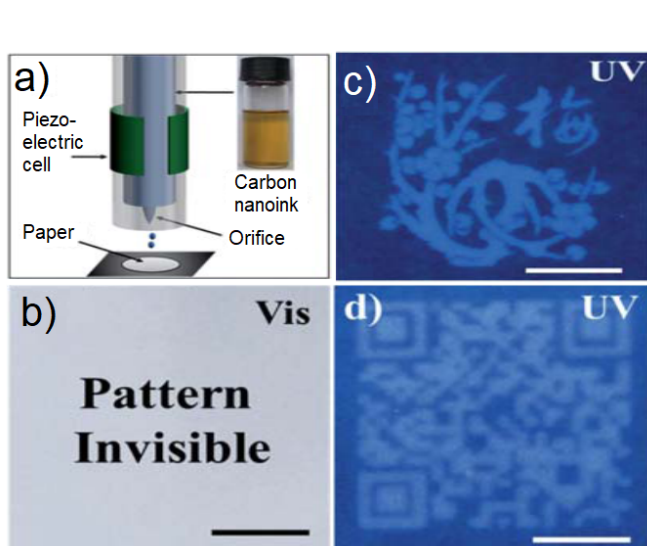 a)
Piezo-
electric
cell
Carbon
nanoink
Paper
Orifice
c)
UV
梅
b)
Vis
Pattern
Invisible
d)
UV